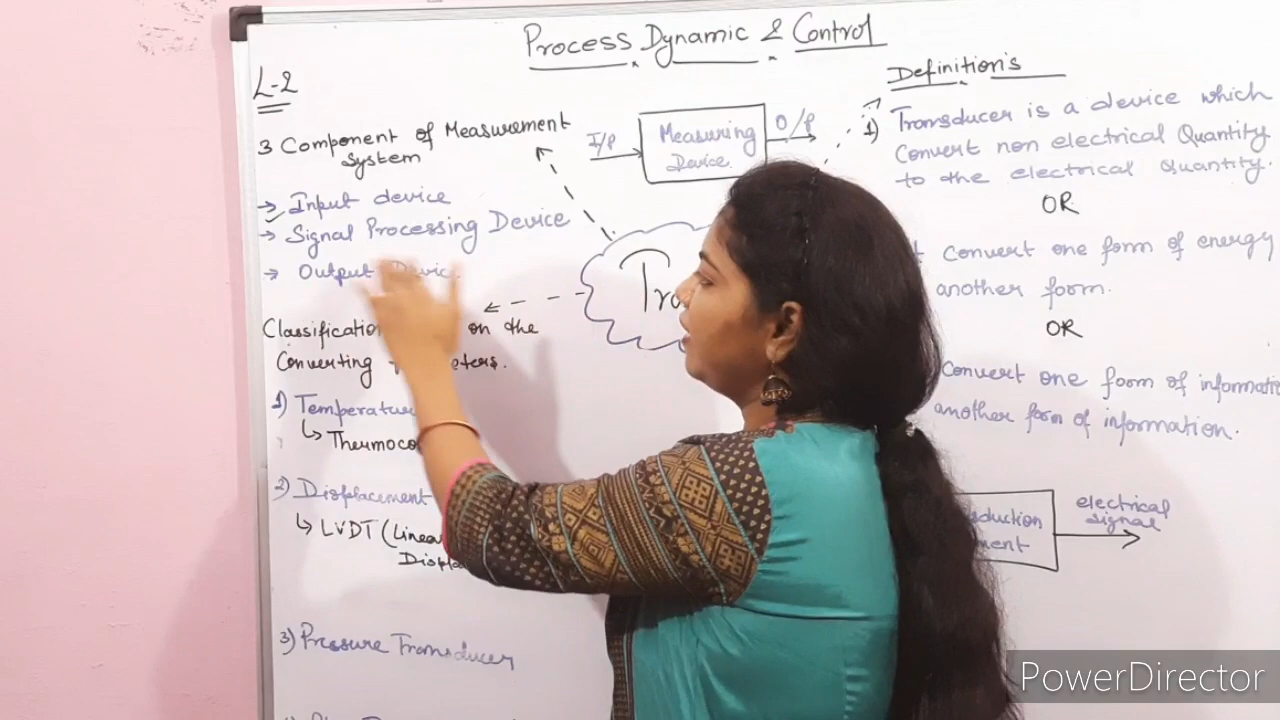 Process Dynamic & Control
L-2
3 Component of Measurement
System
→ Input device
→ Signal Processing Device
→ Output Device
Classification on the
Converting
1) Temperature
↳
2) Displacement
↳ LVDT (Linear
3) Pressure Transducer
I/P
Measuring
Device
O/P
Definition's
1) Transducer is a device which
Convert non electrical Quantity
to the electrical Quantity.
OR
Convert one form of energy
another form.
OR
Convert one form of
another form of information.
electrical
signal
PowerDirector